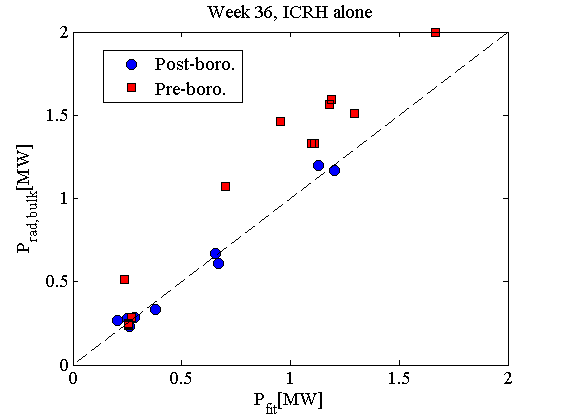 Week 36, ICRH alone
Post-boro.
Pre-boro.
P_rad,bulk[MW]
2
1.5
1
0.5
0
0 0.5 1 1.5 2
P_fit[MW]